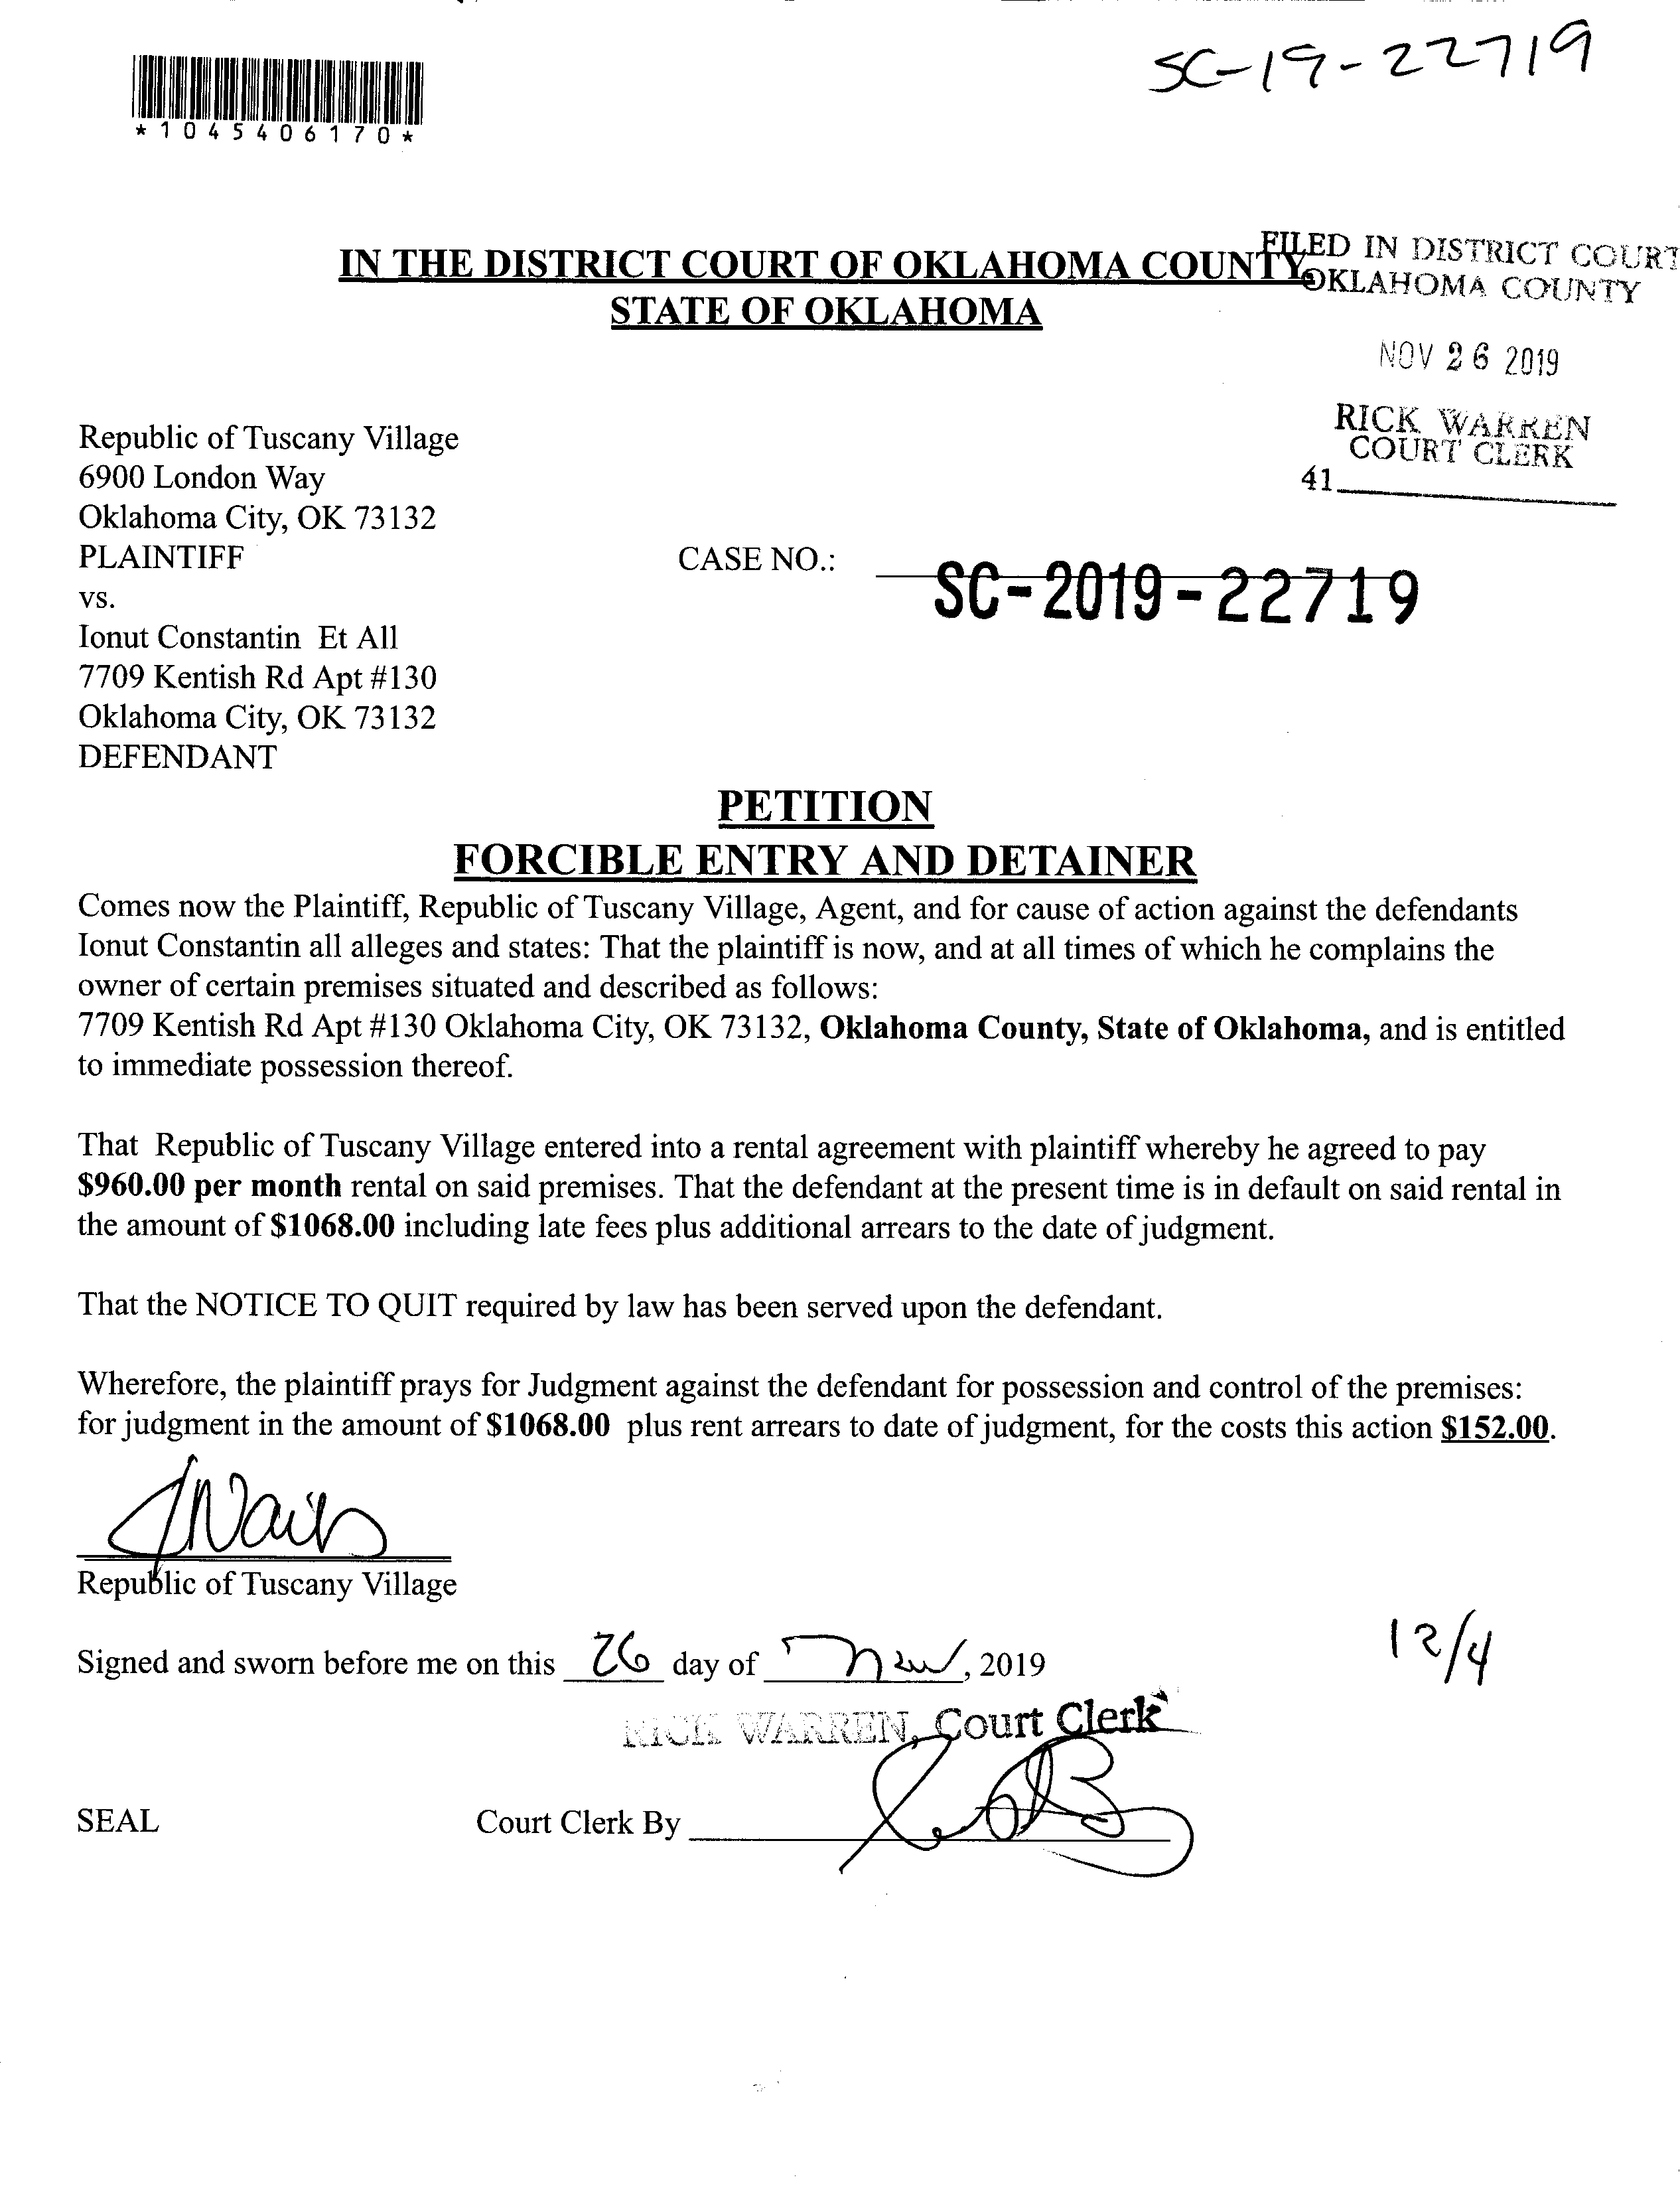 SC-19-22719
*1045406170*
IN THE DISTRICT COURT OF OKLAHOMA COUNTY
STATE OF OKLAHOMA
FILED IN DISTRICT COURT
OKLAHOMA COUNTY
NOV 26 2019
RICK WARREN
COURT CLERK
41
Republic of Tuscany Village
6900 London Way
Oklahoma City, OK 73132
PLAINTIFF
CASE NO.: SC-2019-22719
vs.
Ionut Constantin Et All
7709 Kentish Rd Apt #130
Oklahoma City, OK 73132
DEFENDANT
PETITION
FORCIBLE ENTRY AND DETAINER
Comes now the Plaintiff, Republic of Tuscany Village, Agent, and for cause of action against the defendants
Ionut Constantin all alleges and states: That the plaintiff is now, and at all times of which he complains the
owner of certain premises situated and described as follows:
7709 Kentish Rd Apt #130 Oklahoma City, OK 73132, Oklahoma County, State of Oklahoma, and is entitled
to immediate possession thereof.
That Republic of Tuscany Village entered into a rental agreement with plaintiff whereby he agreed to pay
$960.00 per month rental on said premises. That the defendant at the present time is in default on said rental in
the amount of $1068.00 including late fees plus additional arrears to the date of judgment.
That the NOTICE TO QUIT required by law has been served upon the defendant.
Wherefore, the plaintiff prays for Judgment against the defendant for possession and control of the premises:
for judgment in the amount of $1068.00 plus rent arrears to date of judgment, for the costs this action $152.00.
Republic of Tuscany Village
Signed and sworn before me on this 26 day of Nov, 2019
12/4
RICK WARREN, Court Clerk
SEAL
Court Clerk By